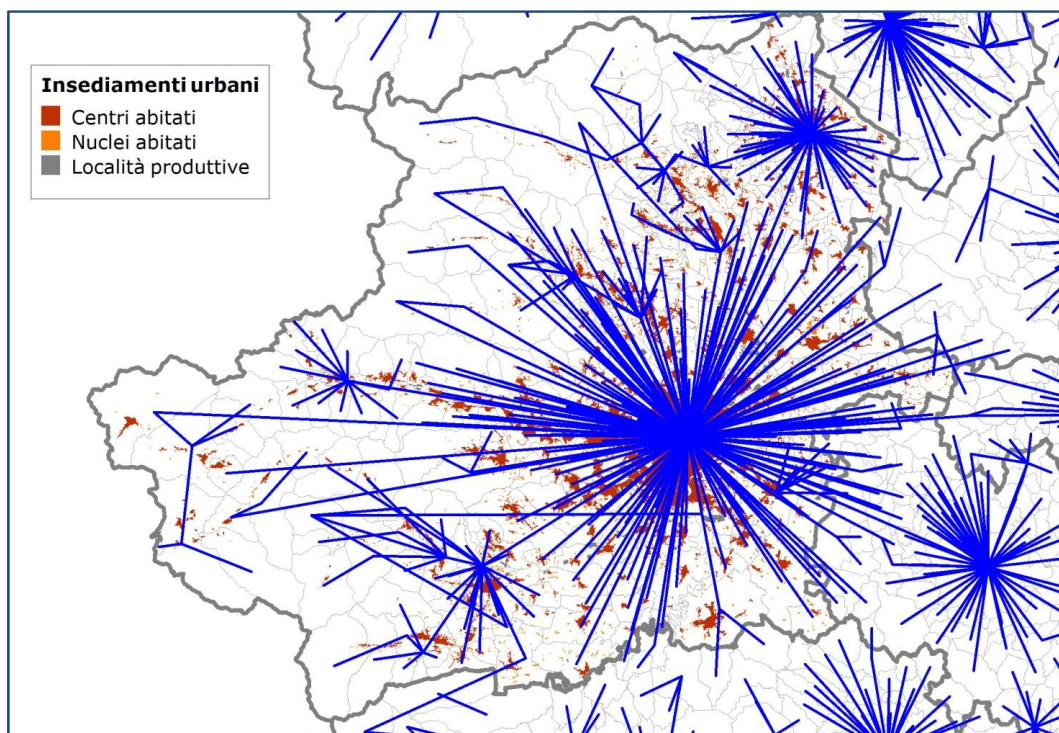 Insediamenti urbani
Centri abitati
Nuclei abitati
Località produttive